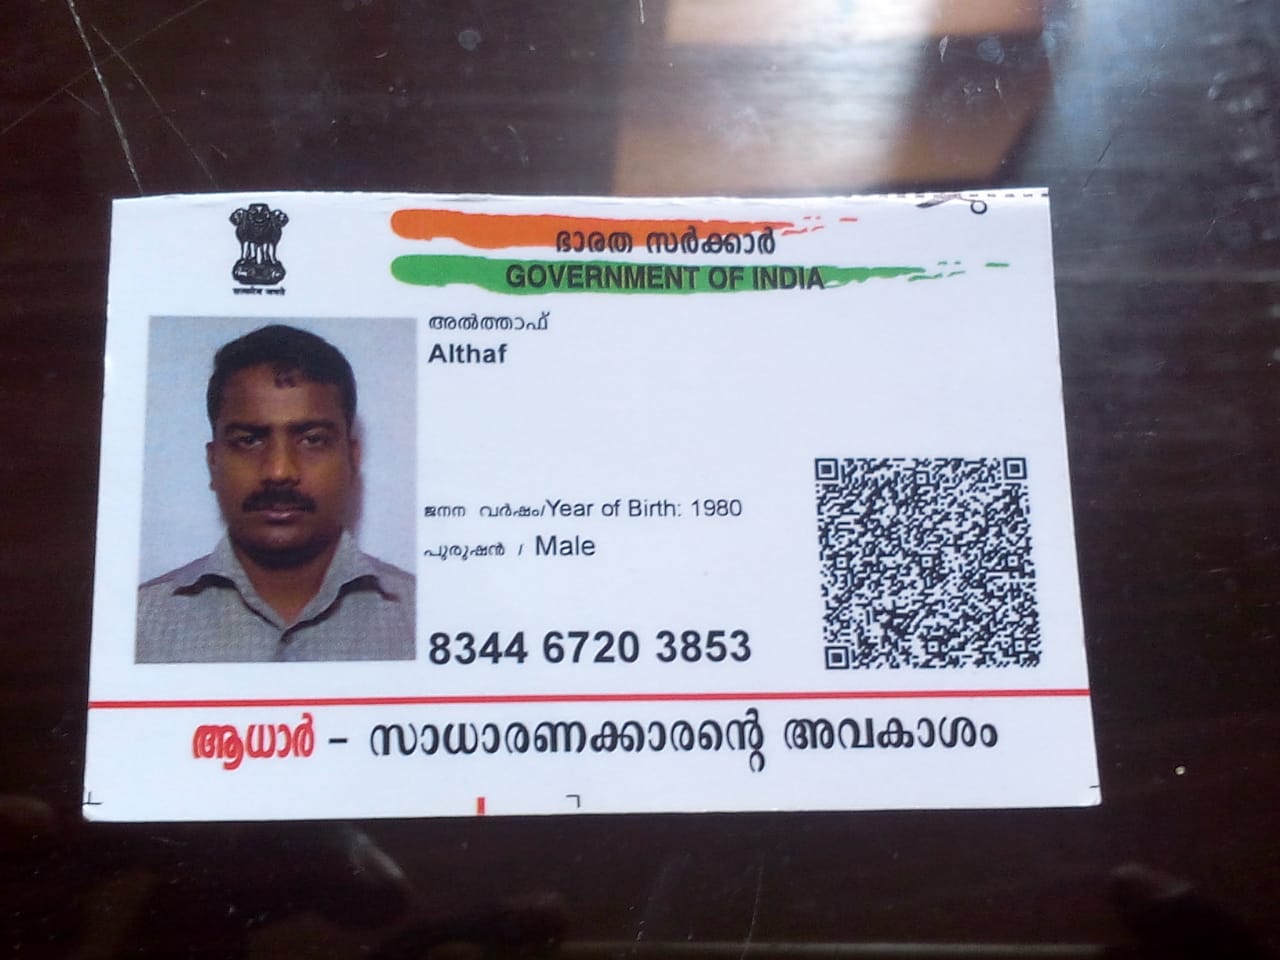 सत्यमेव जयते
ഭാരത സർക്കാർ
GOVERNMENT OF INDIA
അൽത്താഫ്
Althaf
ജനന വർഷം/Year of Birth: 1980
പുരുഷൻ / Male
8344 6720 3853
ആധാർ - സാധാരണക്കാരന്റെ അവകാശം